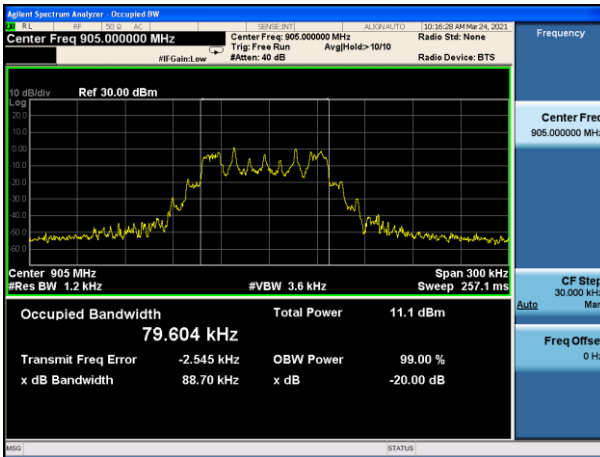 Agilent Spectrum Analyzer - Occupied BW
RL RF 50 Ω AC SENSE:INT ALIGNAUTO 10:16:28 AM Mar 24, 2021
Center Freq 905.000000 MHz
Center Freq: 905.000000 MHz
Radio Std: None
Trig: Free Run Avg|Hold:> 10/10
#IFGain:Low #Atten: 40 dB Radio Device: BTS
10 dB/div Ref 30.00 dBm
Log
20.0
10.0
0.00
-10.0
-20.0
-30.0
-40.0
-50.0
-60.0
Center 905 MHz Span 300 kHz
#Res BW 1.2 kHz #VBW 3.6 kHz Sweep 257.1 ms
Occupied Bandwidth Total Power 11.1 dBm
79.604 kHz
Transmit Freq Error -2.545 kHz OBW Power 99.00 %
x dB Bandwidth 88.70 kHz x dB -20.00 dB
MSG STATUS
Frequency
Center Freq
905.000000 MHz
CF Step
30.000 kHz
Auto Man
Freq Offset
0 Hz